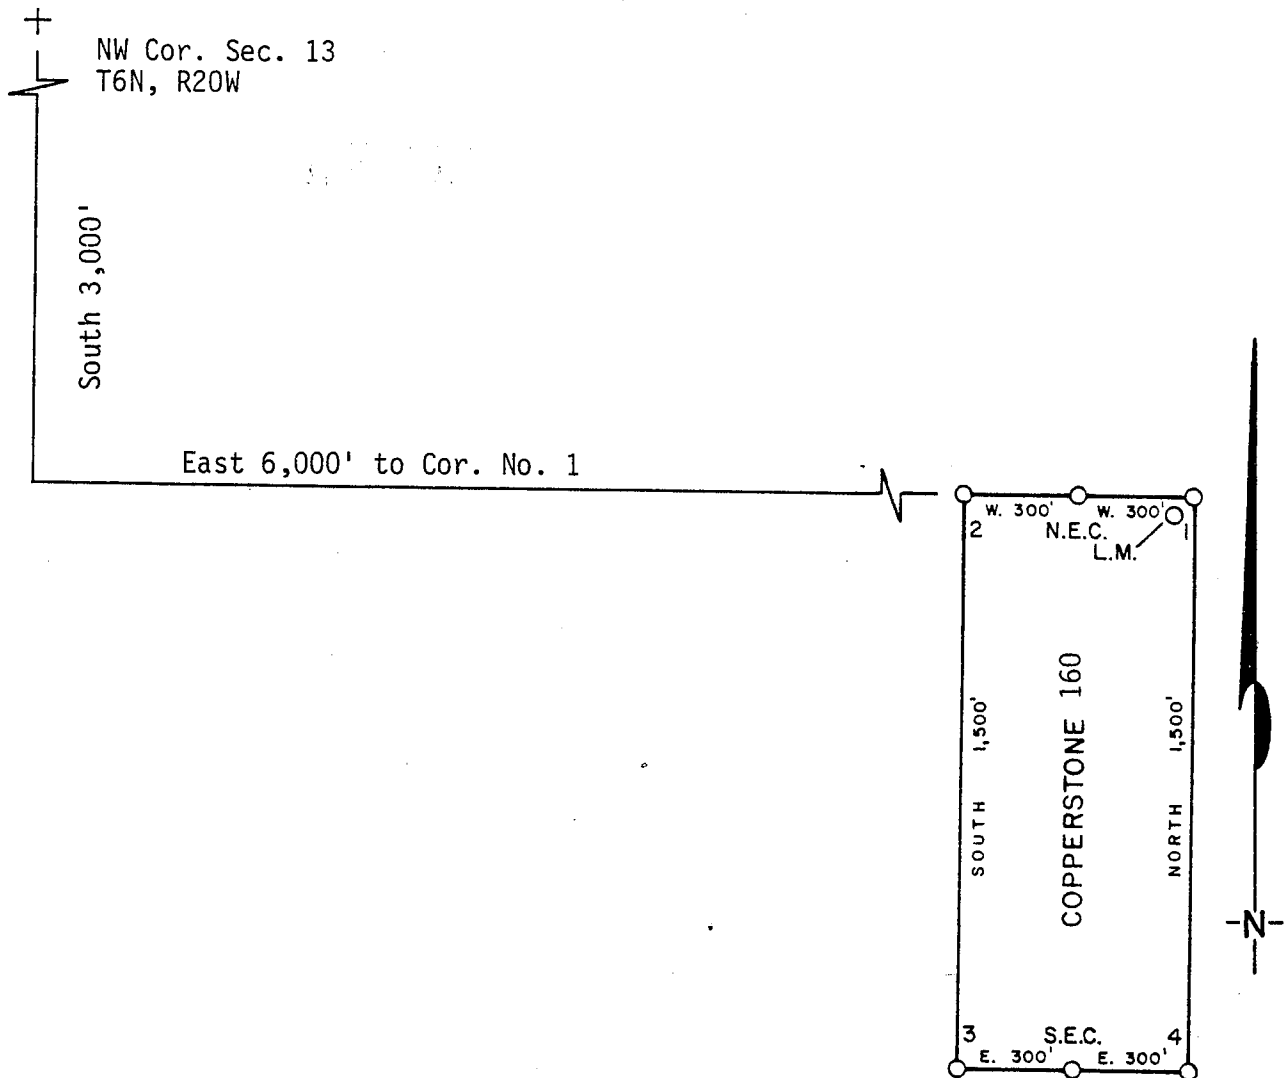 NW Cor. Sec. 13
T6N, R20W
South 3,000'
East 6,000' to Cor. No. 1
W. 300' W. 300'
2 N.E.C. 1
L.M.
SOUTH 1,500'
COPPERSTONE 160
NORTH 1,500'
-N-
3 S.E.C. 4
E. 300' E. 300'